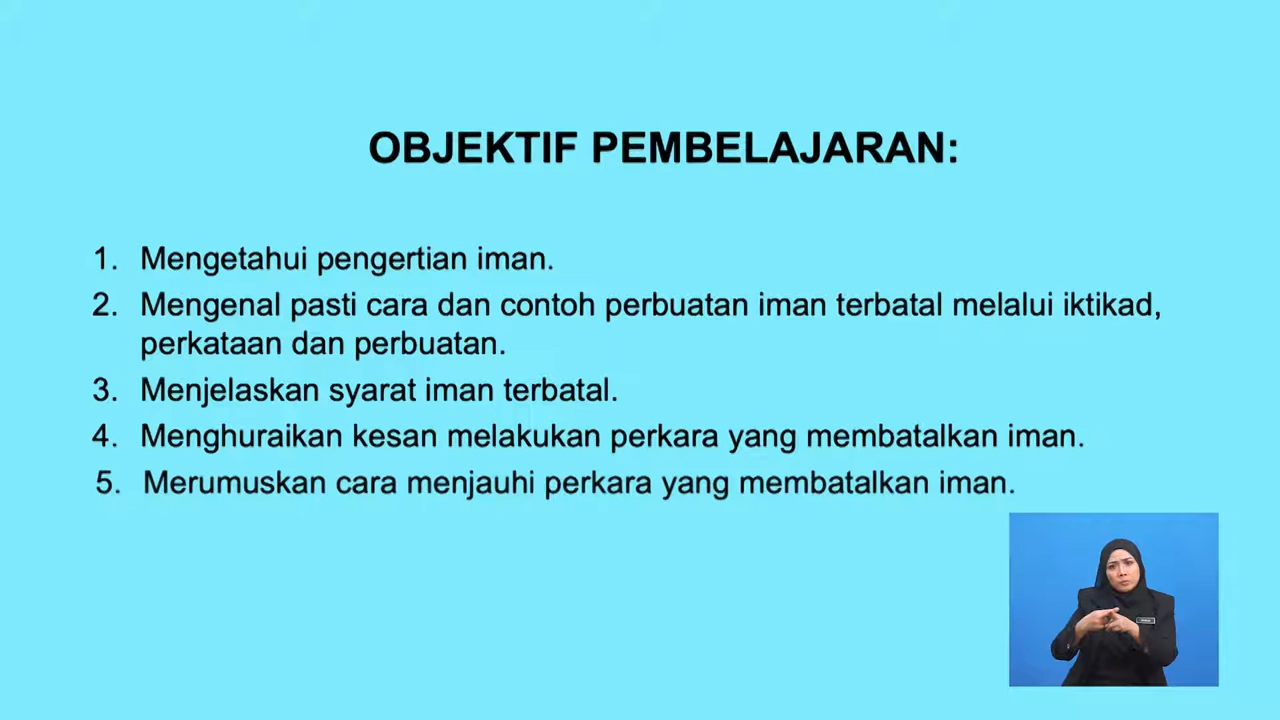 OBJEKTIF PEMBELAJARAN:
1. Mengetahui pengertian iman.
2. Mengenal pasti cara dan contoh perbuatan iman terbatal melalui iktikad,
perkataan dan perbuatan.
3. Menjelaskan syarat iman terbatal.
4. Menghuraikan kesan melakukan perkara yang membatalkan iman.
5. Merumuskan cara menjauhi perkara yang membatalkan iman.